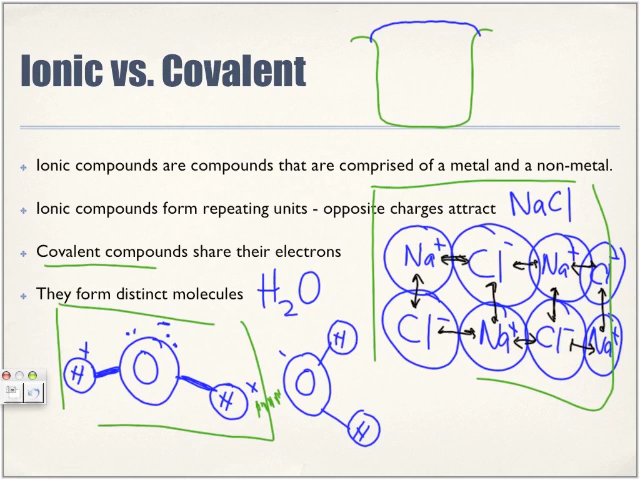 Ionic vs. Covalent
Ionic compounds are compounds that are comprised of a metal and a non-metal.
Ionic compounds form repeating units - opposite charges attract
NaCl
Covalent compounds share their electrons
They form distinct molecules
H₂O
Na⁺ Cl⁻ Na⁺ Cl⁻
Cl⁻ Na⁺ Cl⁻ Na⁺
H⁺ O H⁺
H
O
H